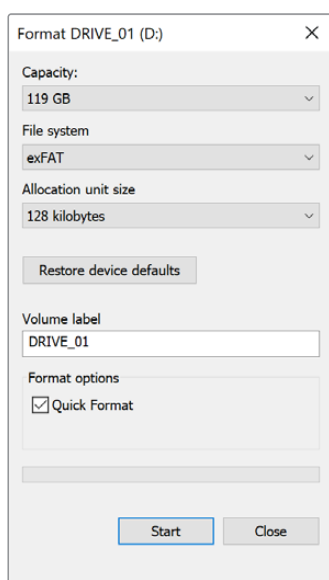 Format DRIVE_01 (D:)
Capacity:
119 GB
File system
exFAT
Allocation unit size
128 kilobytes
Restore device defaults
Volume label
DRIVE_01
Format options
Quick Format
Start Close